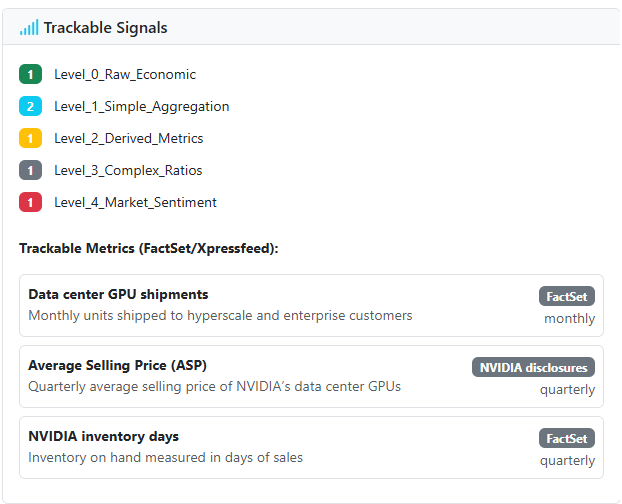 Trackable Signals
1 Level_0_Raw_Economic
2 Level_1_Simple_Aggregation
1 Level_2_Derived_Metrics
1 Level_3_Complex_Ratios
1 Level_4_Market_Sentiment
Trackable Metrics (FactSet/Xpressfeed):
Data center GPU shipments FactSet
Monthly units shipped to hyperscale and enterprise customers monthly
Average Selling Price (ASP) NVIDIA disclosures
Quarterly average selling price of NVIDIA’s data center GPUs quarterly
NVIDIA inventory days FactSet
Inventory on hand measured in days of sales quarterly